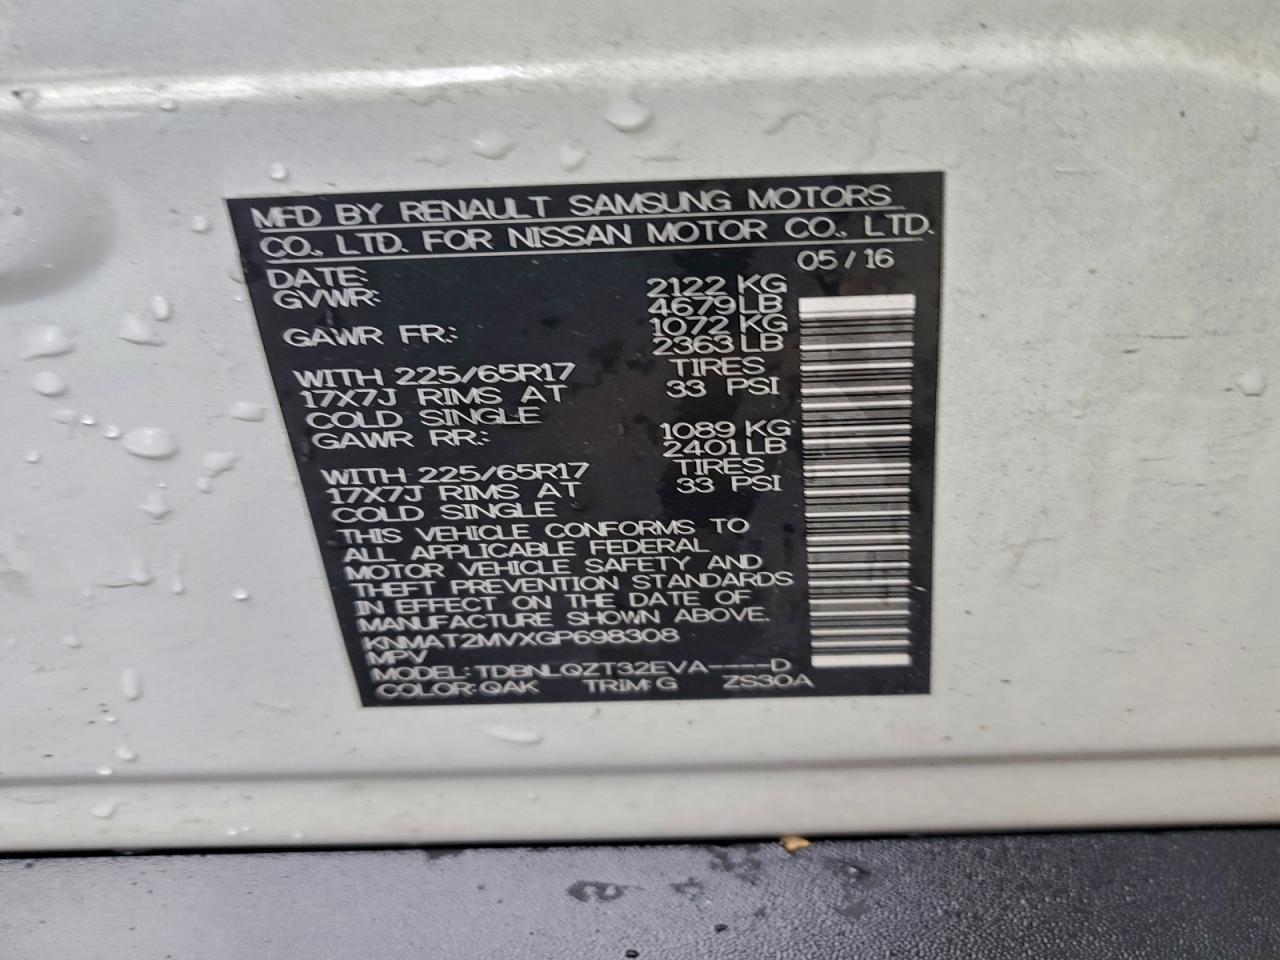 MFD BY RENAULT SAMSUNG MOTORS
CO., LTD. FOR NISSAN MOTOR CO., LTD.
DATE: 05/16
GVWR: 2122 KG
4679LB
GAWR FR.: 1072 KG
2363LB
WITH 225/65R17 TIRES
17X7J RIMS AT 33 PSI
COLD SINGLE
GAWR RR.: 1089 KG
2401LB
WITH 225/65R17 TIRES
17X7J RIMS AT 33 PSI
COLD SINGLE
THIS VEHICLE CONFORMS TO
ALL APPLICABLE FEDERAL
MOTOR VEHICLE SAFETY AND
THEFT PREVENTION STANDARDS
IN EFFECT ON THE DATE OF
MANUFACTURE SHOWN ABOVE.
KNMAT2MVXGP698308
MPV
MODEL:TDBNLQZT32EVA----D
COLOR:QAK TRIM:G ZS30A